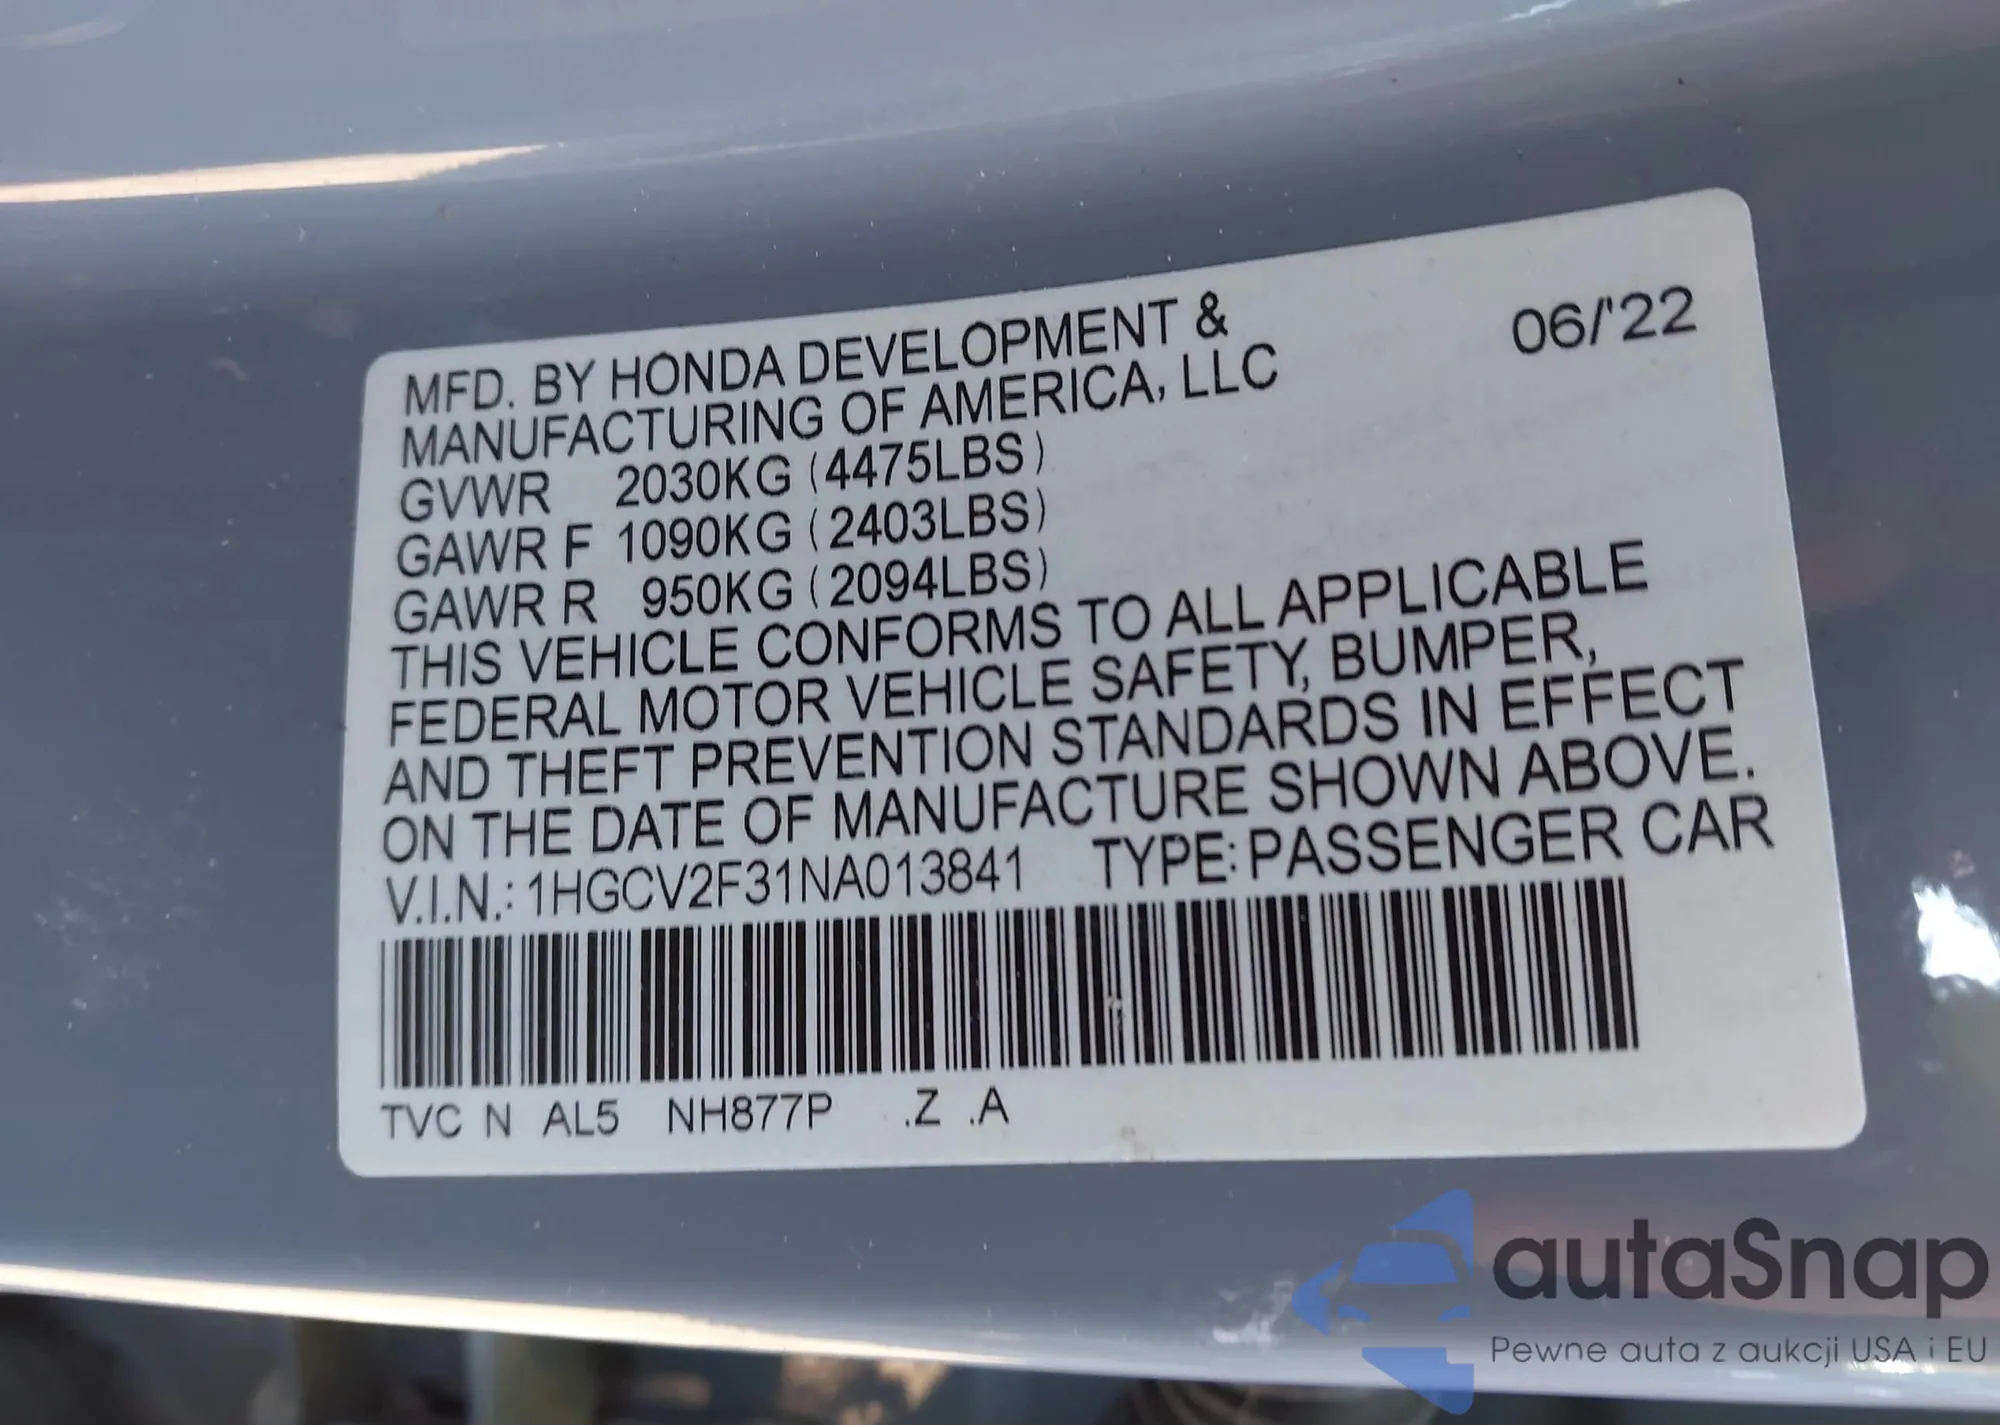 MFD. BY HONDA DEVELOPMENT &
MANUFACTURING OF AMERICA, LLC
06/'22
GVWR 2030KG (4475LBS)
GAWR F 1090KG (2403LBS)
GAWR R 950KG (2094LBS)
THIS VEHICLE CONFORMS TO ALL APPLICABLE
FEDERAL MOTOR VEHICLE SAFETY, BUMPER,
AND THEFT PREVENTION STANDARDS IN EFFECT
ON THE DATE OF MANUFACTURE SHOWN ABOVE.
V.I.N.: 1HGCV2F31NA013841 TYPE: PASSENGER CAR
TVC N AL5 NH877P .Z .A
autaSnap
Pewne auta z aukcji USA i EU